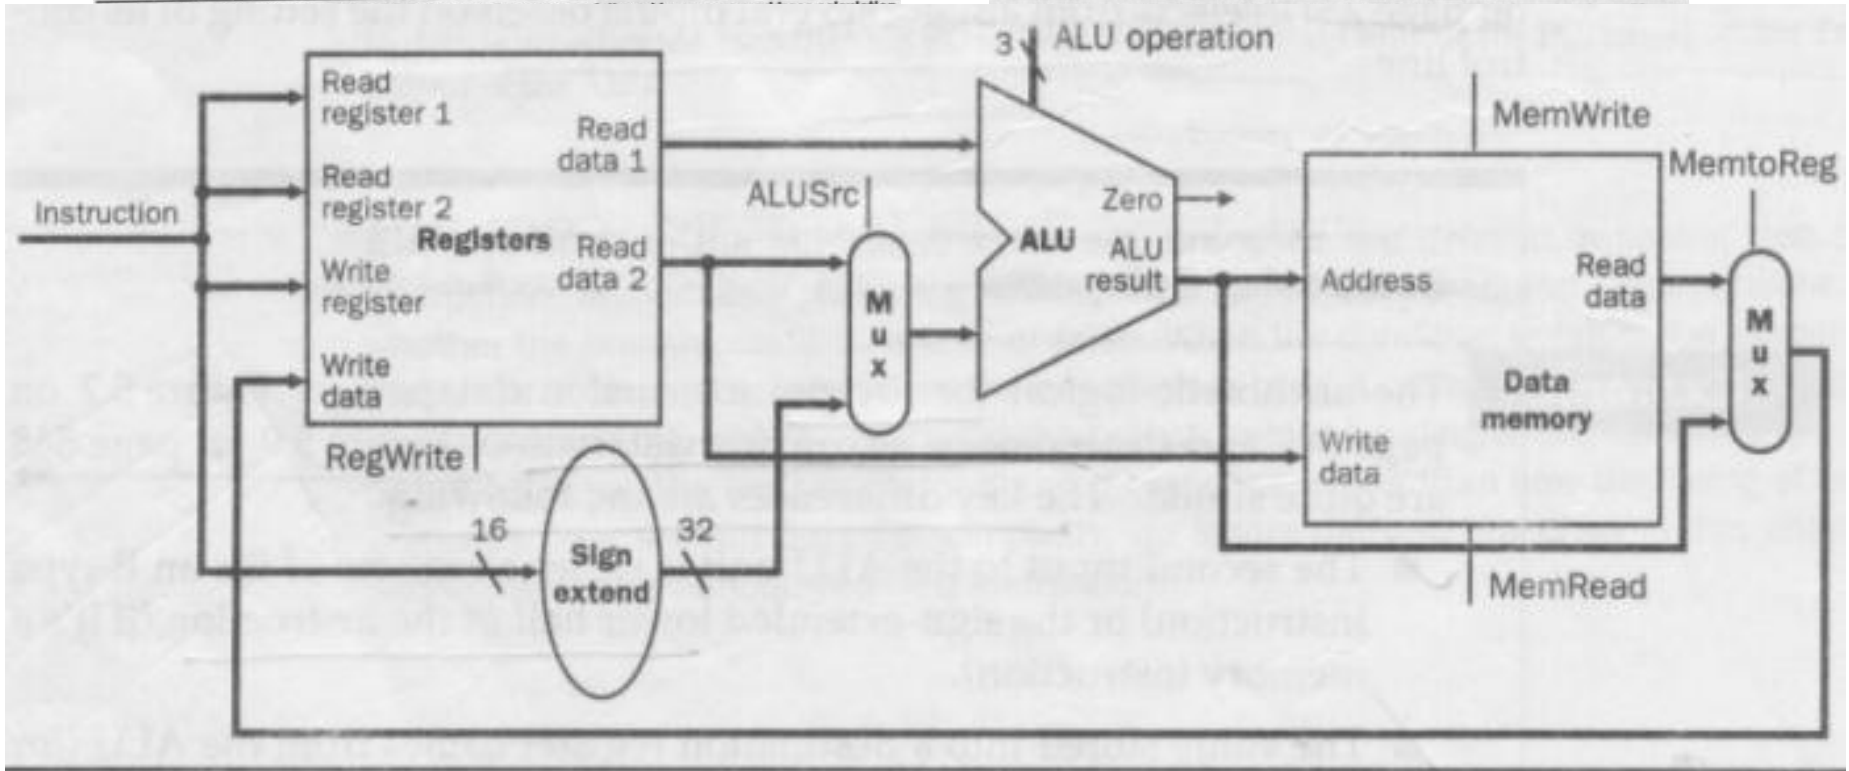 Instruction
Read
register 1
Read
register 2
Registers
Write
register
Write
data
Read
data 1
Read
data 2
RegWrite
16
Sign
extend
32
ALUSrc
M
u
x
3
ALU operation
Zero
ALU
ALU
result
MemWrite
Address
Read
data
Data
memory
Write
data
MemRead
MemtoReg
M
u
x